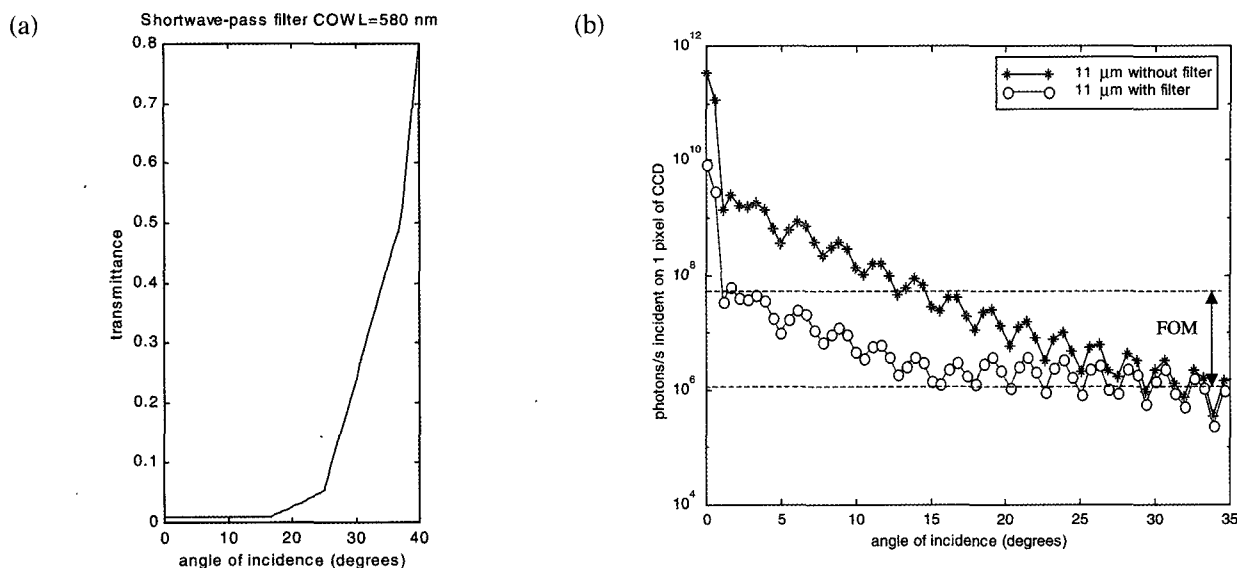 (a)
Shortwave-pass filter COWL=580 nm
0.8
0.7
0.6
0.5
0.4
0.3
0.2
0.1
0
transmittance
0 10 20 30 40
angle of incidence (degrees)
(b)
10^12
10^10
10^8
10^6
10^4
photons/s incident on 1 pixel of CCD
11 μm without filter
11 μm with filter
FOM
0 5 10 15 20 25 30 35
angle of incidence (degrees)